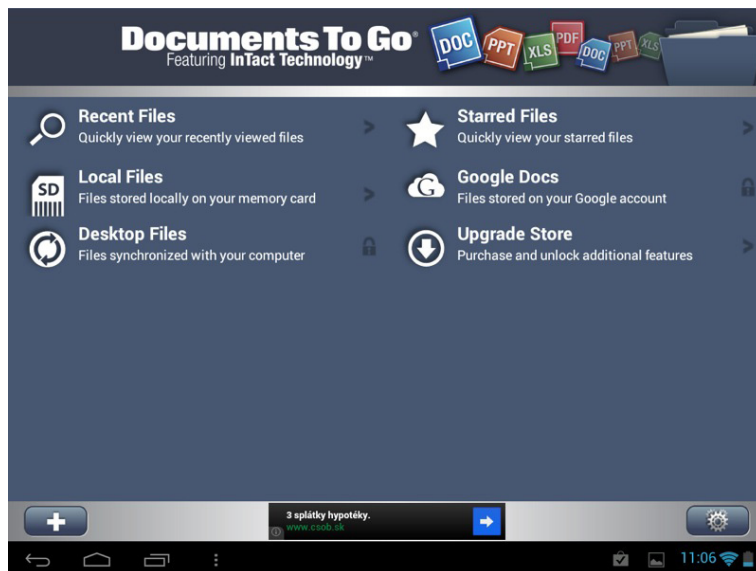 Documents To Go®
Featuring InTact Technology™
DOC
PPT
XLS
PDF
DOC
PPT
XLS
Recent Files
Quickly view your recently viewed files
Starred Files
Quickly view your starred files
SD
Local Files
Files stored locally on your memory card
G
Google Docs
Files stored on your Google account
Desktop Files
Files synchronized with your computer
Upgrade Store
Purchase and unlock additional features
3 splátky hypotéky.
www.csob.sk
11:06